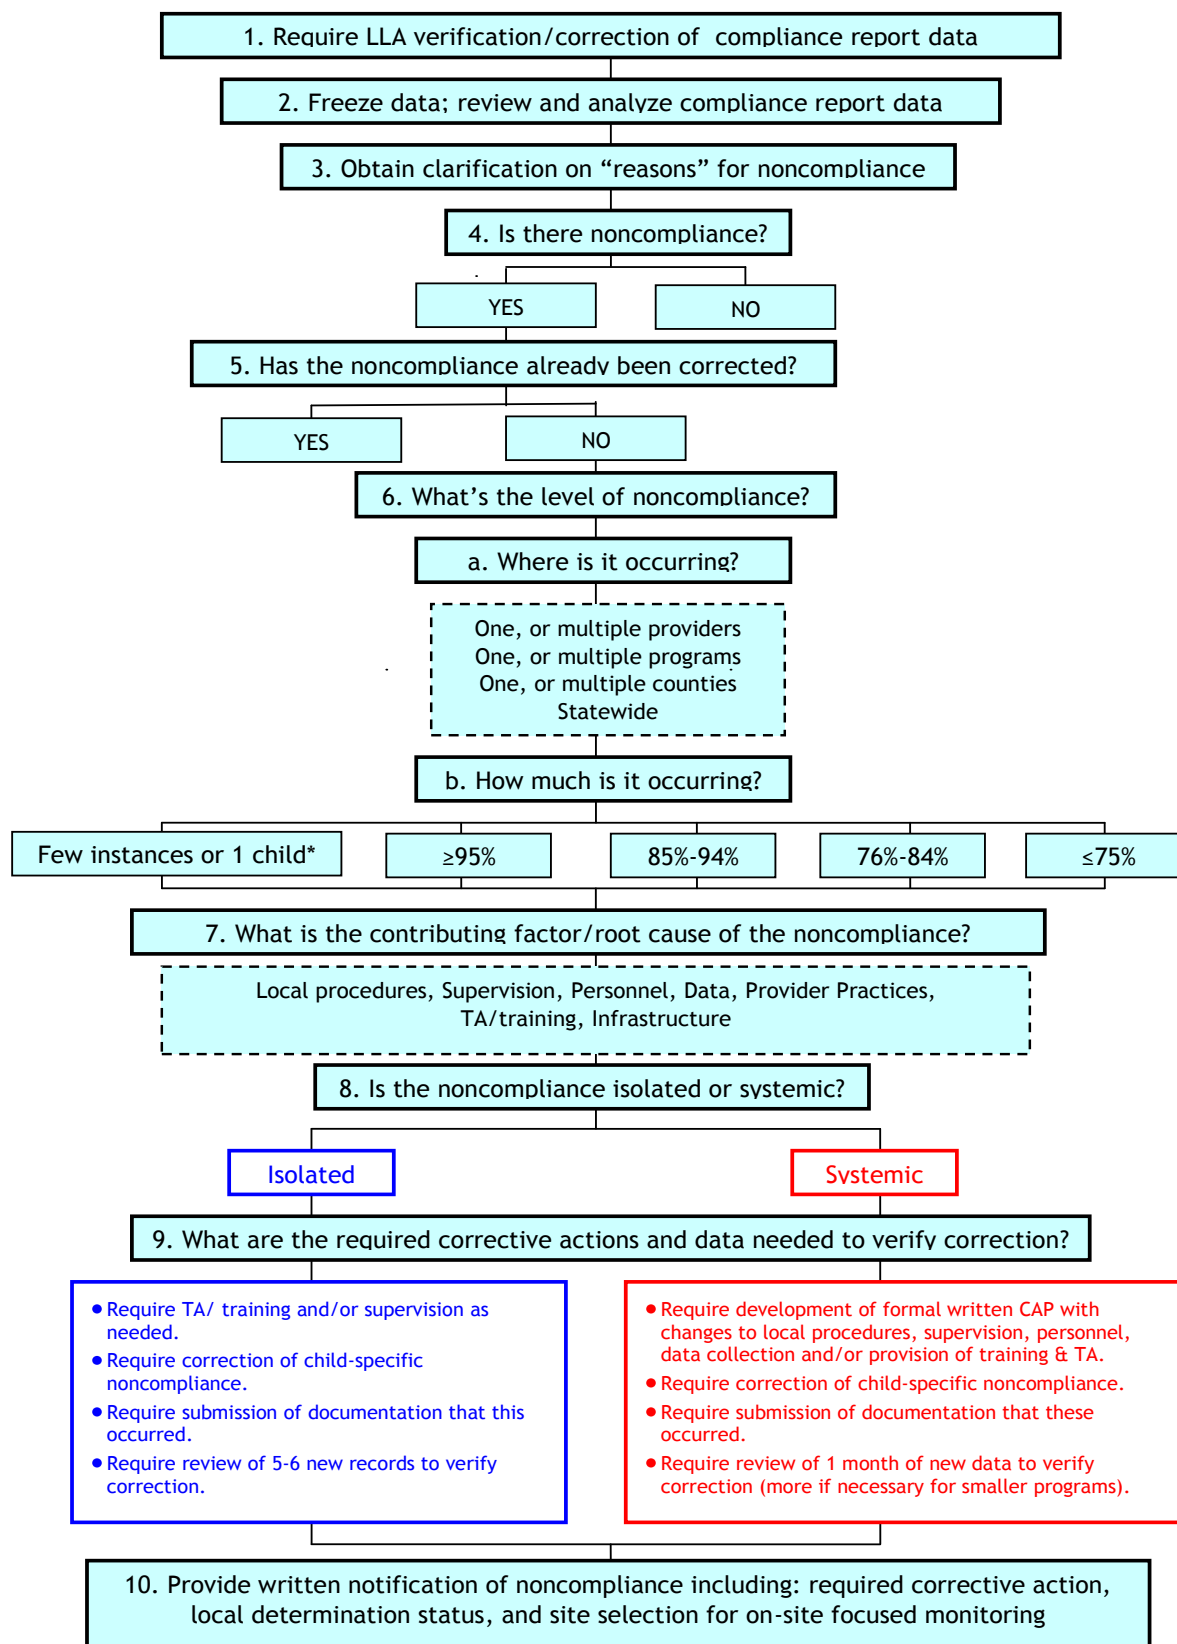 1. Require LLA verification/correction of compliance report data
2. Freeze data; review and analyze compliance report data
3. Obtain clarification on “reasons” for noncompliance
4. Is there noncompliance?
YES
NO
5. Has the noncompliance already been corrected?
YES
NO
6. What’s the level of noncompliance?
a. Where is it occurring?
One, or multiple providers
One, or multiple programs
One, or multiple counties
Statewide
b. How much is it occurring?
Few instances or 1 child*
≥95%
85%-94%
76%-84%
≤75%
7. What is the contributing factor/root cause of the noncompliance?
Local procedures, Supervision, Personnel, Data, Provider Practices,
TA/training, Infrastructure
8. Is the noncompliance isolated or systemic?
Isolated
Systemic
9. What are the required corrective actions and data needed to verify correction?
• Require TA/ training and/or supervision as
needed.
• Require correction of child-specific
noncompliance.
• Require submission of documentation that this
occurred.
• Require review of 5-6 new records to verify
correction.
• Require development of formal written CAP with
changes to local procedures, supervision, personnel,
data collection and/or provision of training & TA.
• Require correction of child-specific noncompliance.
• Require submission of documentation that these
occurred.
• Require review of 1 month of new data to verify
correction (more if necessary for smaller programs).
10. Provide written notification of noncompliance including: required corrective action,
local determination status, and site selection for on-site focused monitoring